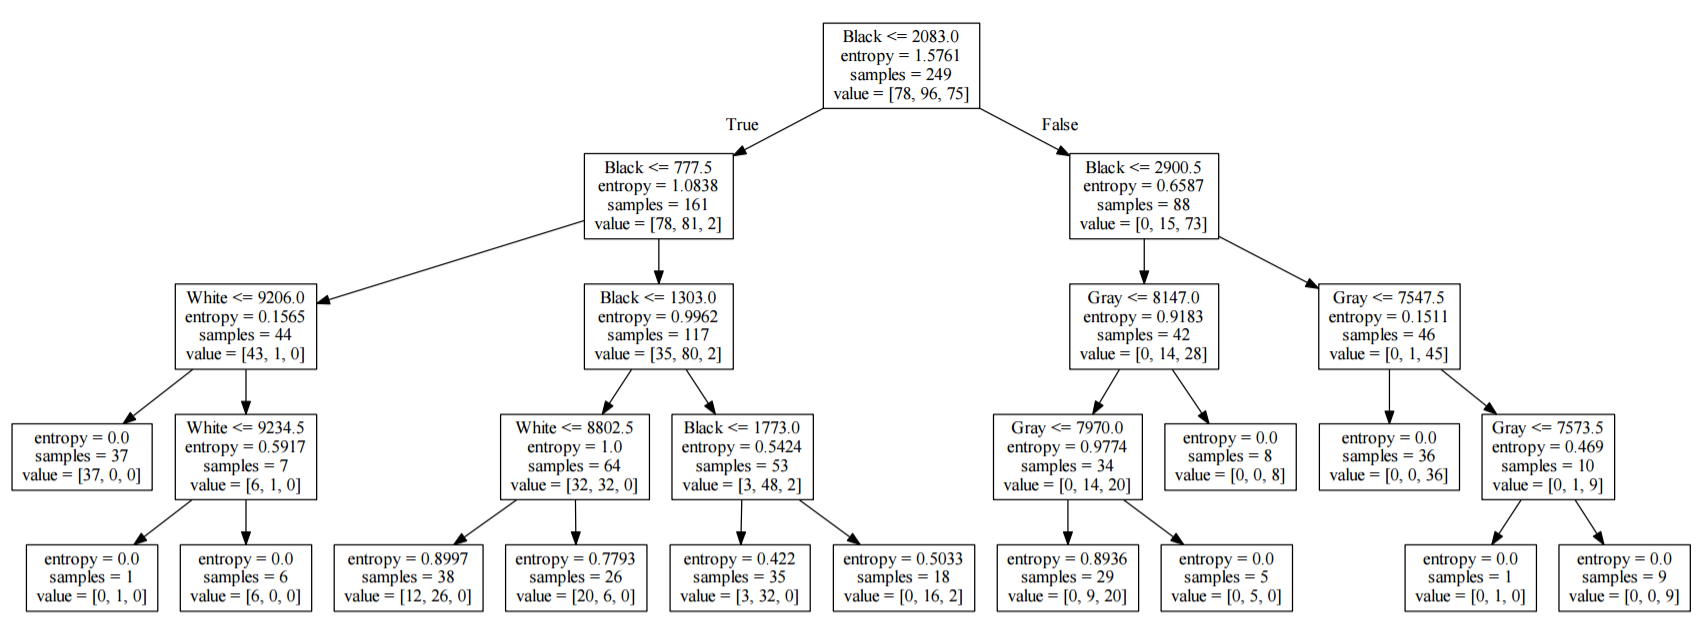 Black <= 2083.0
entropy = 1.5761
samples = 249
value = [78, 96, 75]
True
False
Black <= 777.5
entropy = 1.0838
samples = 161
value = [78, 81, 2]
Black <= 2900.5
entropy = 0.6587
samples = 88
value = [0, 15, 73]
White <= 9206.0
entropy = 0.1565
samples = 44
value = [43, 1, 0]
Black <= 1303.0
entropy = 0.9962
samples = 117
value = [35, 80, 2]
Gray <= 8147.0
entropy = 0.9183
samples = 42
value = [0, 14, 28]
Gray <= 7547.5
entropy = 0.1511
samples = 46
value = [0, 1, 45]
entropy = 0.0
samples = 37
value = [37, 0, 0]
White <= 9234.5
entropy = 0.5917
samples = 7
value = [6, 1, 0]
White <= 8802.5
entropy = 1.0
samples = 64
value = [32, 32, 0]
Black <= 1773.0
entropy = 0.5424
samples = 53
value = [3, 48, 2]
Gray <= 7970.0
entropy = 0.9774
samples = 34
value = [0, 14, 20]
entropy = 0.0
samples = 8
value = [0, 0, 8]
entropy = 0.0
samples = 36
value = [0, 0, 36]
Gray <= 7573.5
entropy = 0.469
samples = 10
value = [0, 1, 9]
entropy = 0.0
samples = 1
value = [0, 1, 0]
entropy = 0.0
samples = 6
value = [6, 0, 0]
entropy = 0.8997
samples = 38
value = [12, 26, 0]
entropy = 0.7793
samples = 26
value = [20, 6, 0]
entropy = 0.422
samples = 35
value = [3, 32, 0]
entropy = 0.5033
samples = 18
value = [0, 16, 2]
entropy = 0.8936
samples = 29
value = [0, 9, 20]
entropy = 0.0
samples = 5
value = [0, 5, 0]
entropy = 0.0
samples = 1
value = [0, 1, 0]
entropy = 0.0
samples = 9
value = [0, 0, 9]